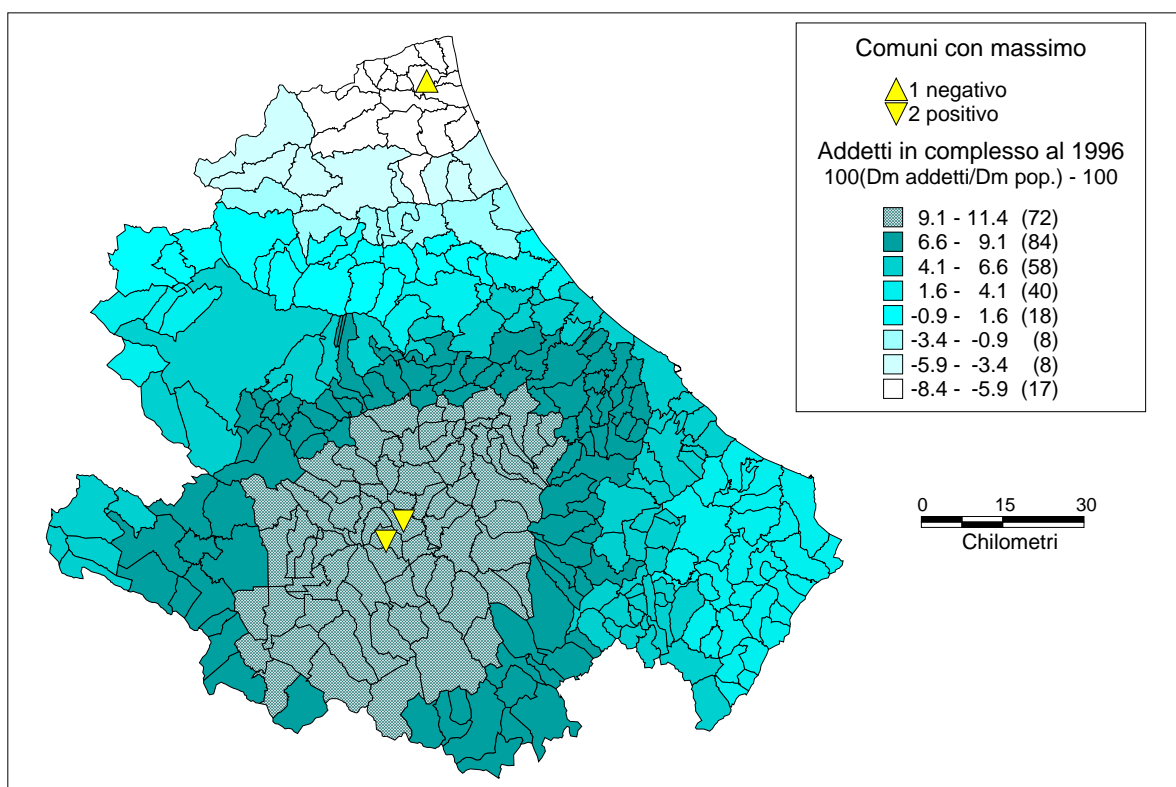 Comuni con massimo
1 negativo
2 positivo
Addetti in complesso al 1996
100(Dm addetti/Dm pop.) - 100
9.1 - 11.4 (72)
6.6 - 9.1 (84)
4.1 - 6.6 (58)
1.6 - 4.1 (40)
-0.9 - 1.6 (18)
-3.4 - -0.9 (8)
-5.9 - -3.4 (8)
-8.4 - -5.9 (17)
0 15 30
Chilometri